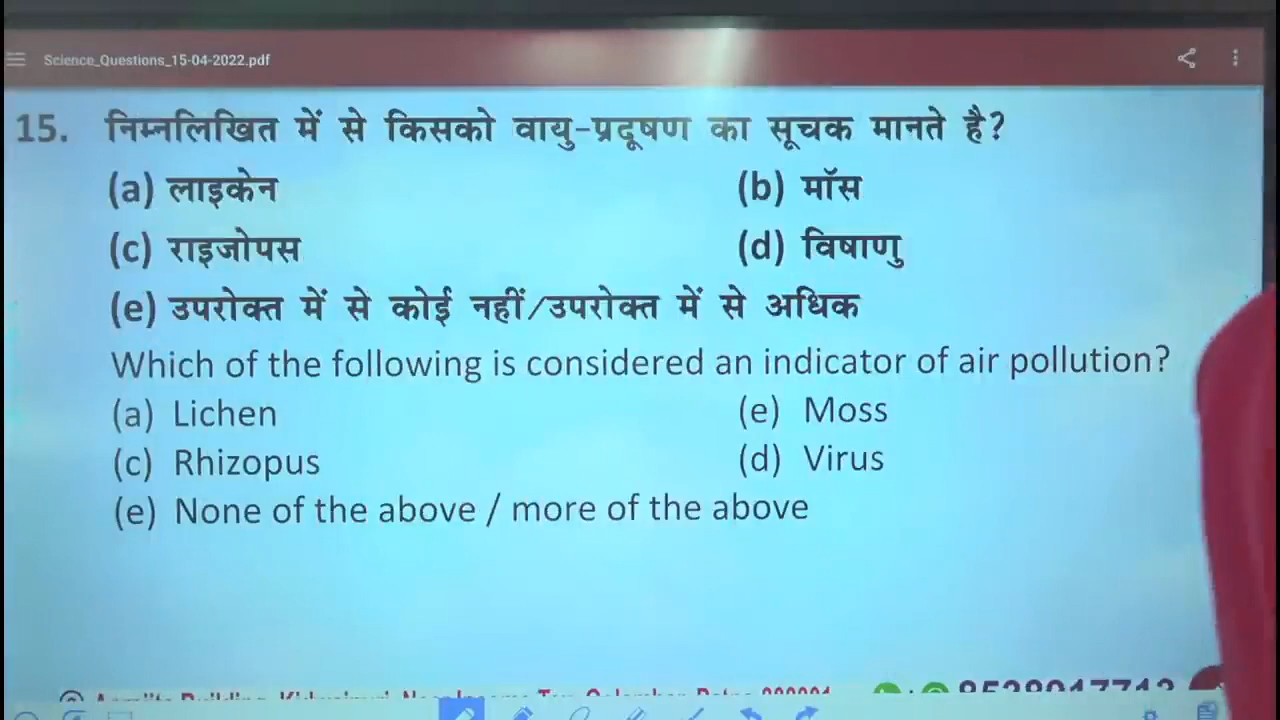 Science_Questions_15-04-2022.pdf
15. निम्नलिखित में से किसको वायु-प्रदूषण का सूचक मानते है?
(a) लाइकेन (b) मॉस
(c) राइजोपस (d) विषाणु
(e) उपरोक्त में से कोई नहीं/उपरोक्त में से अधिक
Which of the following is considered an indicator of air pollution?
(a) Lichen (e) Moss
(c) Rhizopus (d) Virus
(e) None of the above / more of the above